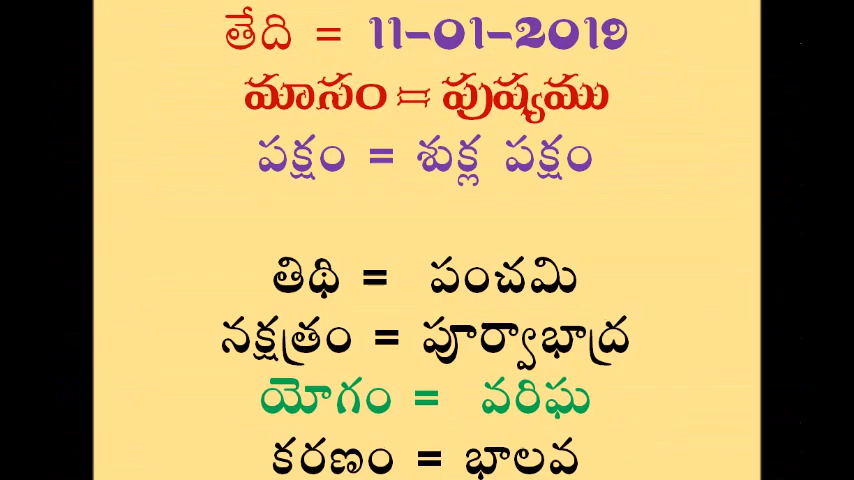 తేది = 11-01-2019
మాసం = పుష్యము
పక్షం = శుక్ల పక్షం
తిథి = పంచమి
నక్షత్రం = పూర్వాభాద్ర
యోగం = వరిఘ
కరణం = భాలవ